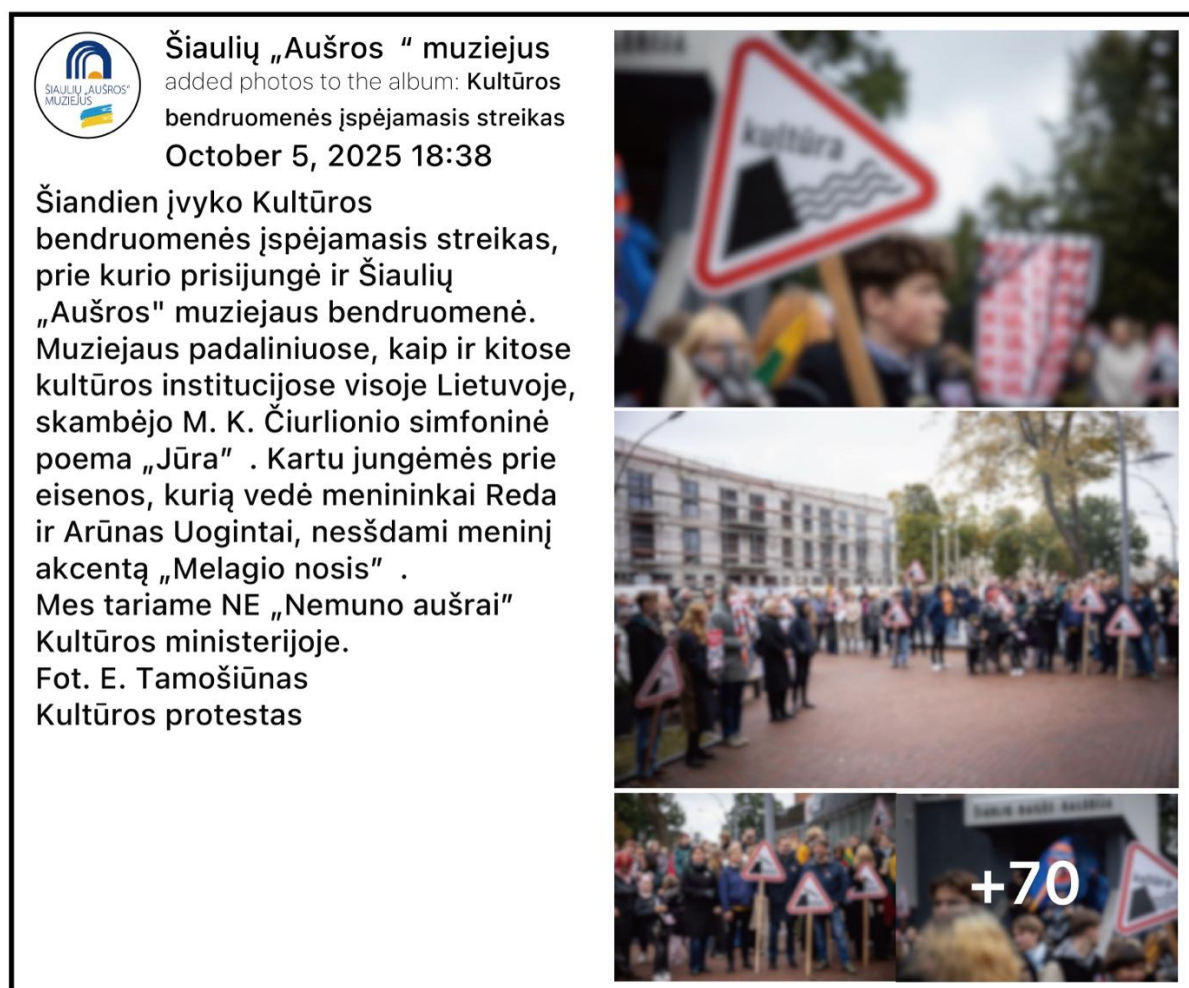 ŠIAULIŲ „AUŠROS“
MUZIEJUS
Šiaulių „Aušros “ muziejus
added photos to the album: Kultūros
bendruomenės įspėjamasis streikas
October 5, 2025 18:38
Šiandien įvyko Kultūros
bendruomenės įspėjamasis streikas,
prie kurio prisijungė ir Šiaulių
„Aušros" muziejaus bendruomenė.
Muziejaus padaliniuose, kaip ir kitose
kultūros institucijose visoje Lietuvoje,
skambėjo M. K. Čiurlionio simfoninė
poema „Jūra” . Kartu jungėmės prie
eisenos, kurią vedė menininkai Reda
ir Arūnas Uogintai, nesšdami meninį
akcentą „Melagio nosis” .
Mes tariame NE „Nemuno aušrai”
Kultūros ministerijoje.
Fot. E. Tamošiūnas
Kultūros protestas
kultūra
+70
kultūra